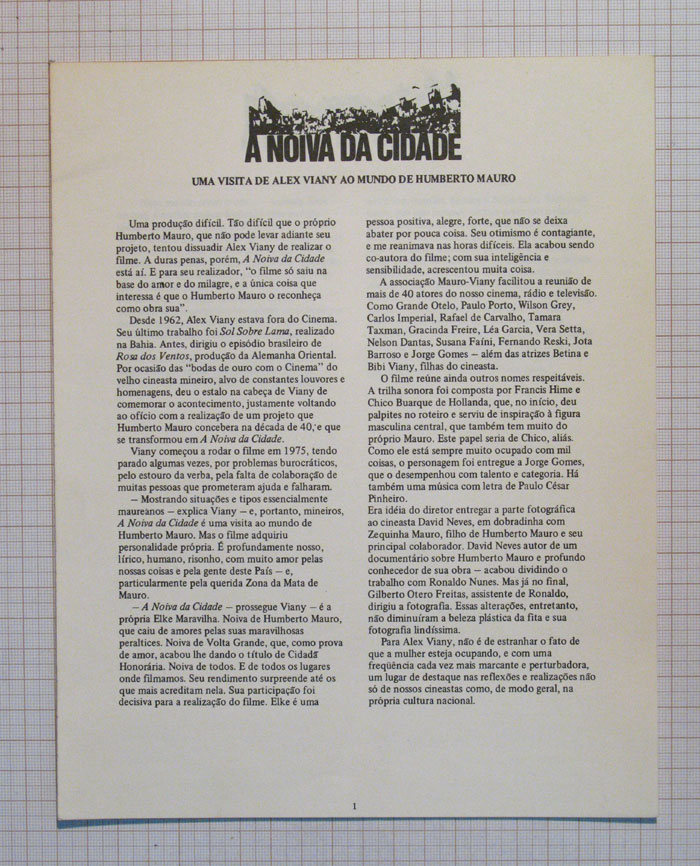 A NOIVA DA CIDADE
UMA VISITA DE ALEX VIANY AO MUNDO DE HUMBERTO MAURO
Uma produção difícil. Tão difícil que o próprio
Humberto Mauro, que não pode levar adiante seu
projeto, tentou dissuadir Alex Viany de realizar o
filme. A duras penas, porém, A Noiva da Cidade
está aí. E para seu realizador, “o filme só saiu na
base do amor e do milagre, e a única coisa que
interessa é que o Humberto Mauro o reconheça
como obra sua”.
Desde 1962, Alex Viany estava fora do Cinema.
Seu último trabalho foi Sol Sobre Lama, realizado
na Bahia. Antes, dirigiu o episódio brasileiro de
Rosa dos Ventos, produção da Alemanha Oriental.
Por ocasião das “bodas de ouro com o Cinema” do
velho cineasta mineiro, alvo de constantes louvores e
homenagens, deu o estalo na cabeça de Viany de
comemorar o acontecimento, justamente voltando
ao ofício com a realização de um projeto que
Humberto Mauro concebera na década de 40, e que
se transformou em A Noiva da Cidade.
Viany começou a rodar o filme em 1975, tendo
parado algumas vezes, por problemas burocráticos,
pelo estouro da verba, pela falta de colaboração de
muitas pessoas que prometeram ajuda e falharam.
— Mostrando situações e tipos essencialmente
maureanos — explica Viany — e, portanto, mineiros,
A Noiva da Cidade é uma visita ao mundo de
Humberto Mauro. Mas o filme adquiriu
personalidade própria. É profundamente nosso,
lírico, humano, risonho, com muito amor pelas
nossas coisas e pela gente deste País — e,
particularmente pela querida Zona da Mata de
Mauro.
— A Noiva da Cidade — prossegue Viany — é a
própria Elke Maravilha. Noiva de Humberto Mauro,
que caiu de amores pelas suas maravilhosas
peraltices. Noiva de Volta Grande, que, como prova
de amor, acabou lhe dando o título de Cidadã
Honorária. Noiva de todos. E de todos os lugares
onde filmamos. Seu rendimento surpreende até os
que mais acreditam nela. Sua participação foi
decisiva para a realização do filme. Elke é uma
pessoa positiva, alegre, forte, que não se deixa
abater por pouca coisa. Seu otimismo é contagiante,
e me reanimava nas horas difíceis. Ela acabou sendo
co-autora do filme; com sua inteligência e
sensibilidade, acrescentou muita coisa.
A associação Mauro-Viany facilitou a reunião de
mais de 40 atores do nosso cinema, rádio e televisão.
Como Grande Otelo, Paulo Porto, Wilson Grey,
Carlos Imperial, Rafael de Carvalho, Tamara
Taxman, Gracinda Freire, Léa Garcia, Vera Setta,
Nelson Dantas, Susana Faíni, Fernando Reski, Jota
Barroso e Jorge Gomes — além das atrizes Betina e
Bibi Viany, filhas do cineasta.
O filme reúne ainda outros nomes respeitáveis.
A trilha sonora foi composta por Francis Hime e
Chico Buarque de Hollanda, que, no início, deu
palpites no roteiro e serviu de inspiração à figura
masculina central, que também tem muito do
próprio Mauro. Este papel seria de Chico, aliás.
Como ele está sempre muito ocupado com mil
coisas, o personagem foi entregue a Jorge Gomes,
que o desempenhou com talento e categoria. Há
também uma música com letra de Paulo César
Pinheiro.
Era idéia do diretor entregar a parte fotográfica
ao cineasta David Neves, em dobradinha com
Zequinha Mauro, filho de Humberto Mauro e seu
principal colaborador. David Neves autor de um
documentário sobre Humberto Mauro e profundo
conhecedor de sua obra — acabou dividindo o
trabalho com Ronaldo Nunes. Mas já no final,
Gilberto Otero Freitas, assistente de Ronaldo,
dirigiu a fotografia. Essas alterações, entretanto,
não diminuíram a beleza plástica da fita e sua
fotografia lindíssima.
Para Alex Viany, não é de estranhar o fato de
que a mulher esteja ocupando, e com uma
freqüência cada vez mais marcante e perturbadora,
um lugar de destaque nas reflexões e realizações não
só de nossos cineastas como, de modo geral, na
própria cultura nacional.
1